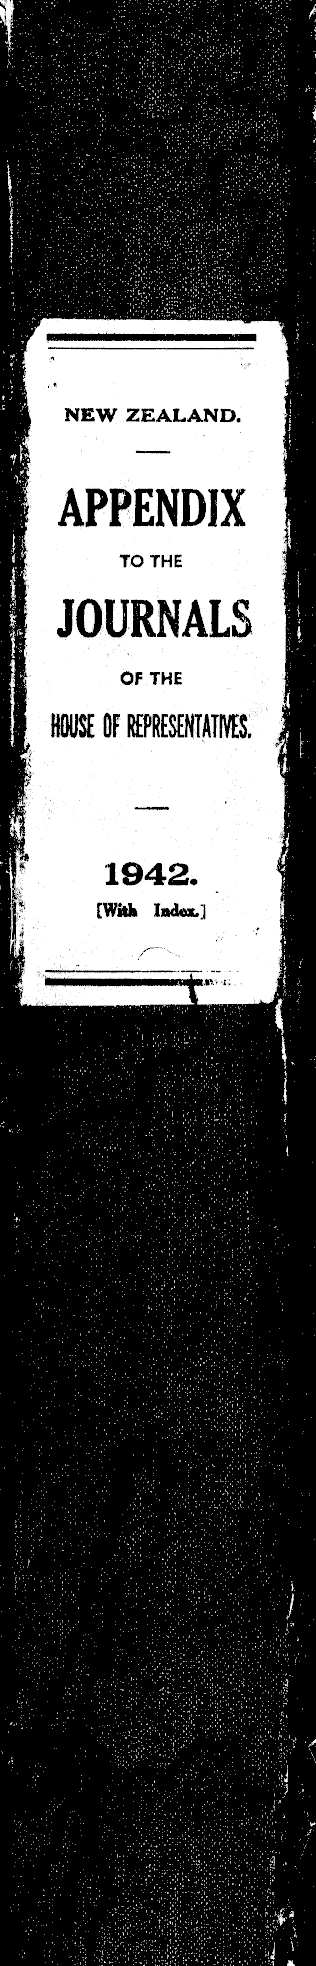 NEW ZEALAND.
APPENDIX
TO THE
JOURNALS
OF THE
HOUSE OF REPRESENTATIVES.
1942.
[With Index.]